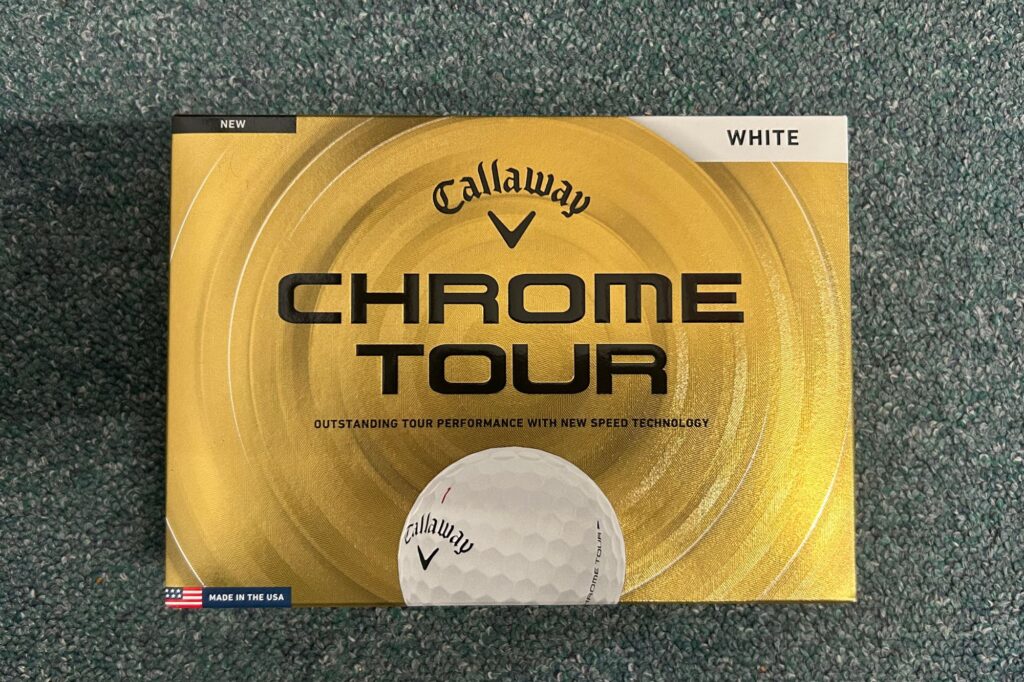 NEW
WHITE
Callaway
CHROME
TOUR
OUTSTANDING TOUR PERFORMANCE WITH NEW SPEED TECHNOLOGY
Callaway
CHROME TOUR
MADE IN THE USA